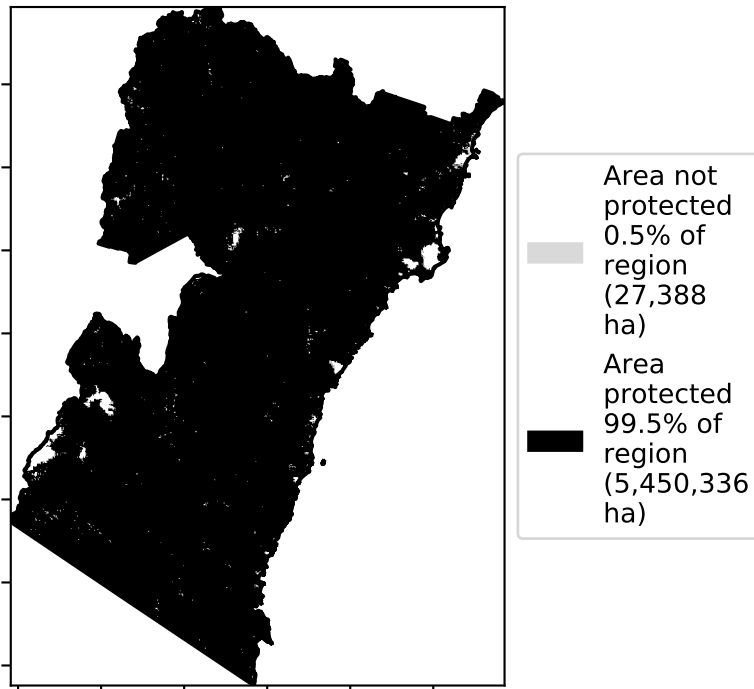 Area not
protected
0.5% of
region
(27,388
ha)
Area
protected
99.5% of
region
(5,450,336
ha)